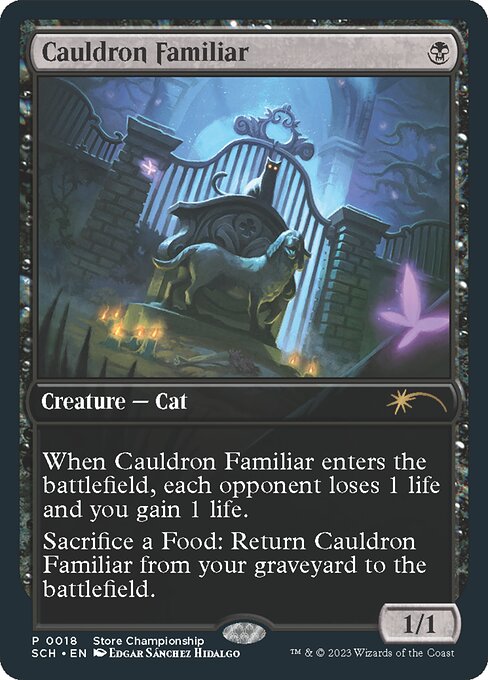 Cauldron Familiar
Creature — Cat
When Cauldron Familiar enters the
battlefield, each opponent loses 1 life
and you gain 1 life.
Sacrifice a Food: Return Cauldron
Familiar from your graveyard to the
battlefield.
1/1
P 0018 Store Championship
SCH • EN Edgar Sánchez Hidalgo
™ & © 2023 Wizards of the Coast